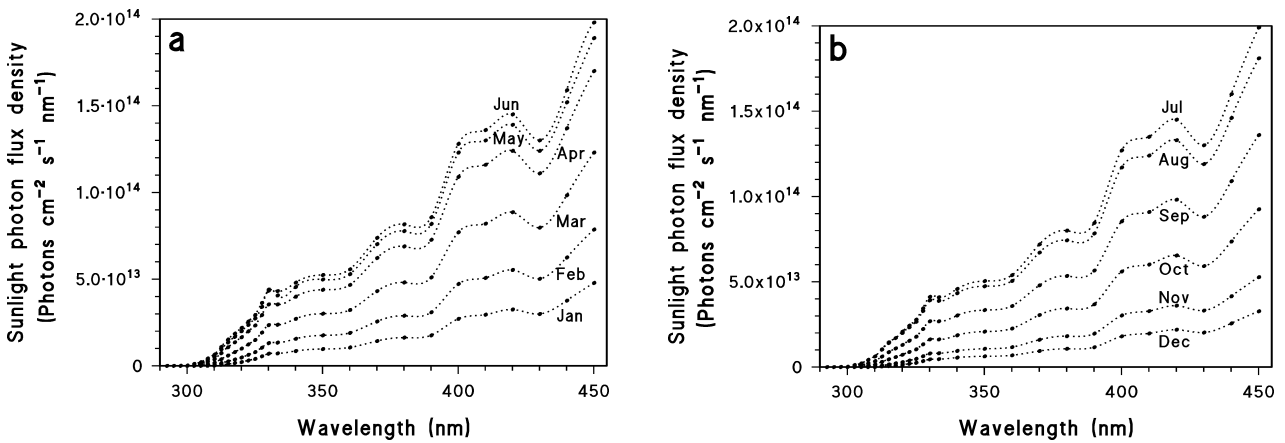 a
Sunlight photon flux density
(Photons cm⁻² s⁻¹ nm⁻¹)
2.0·10¹⁴
1.5·10¹⁴
1.0·10¹⁴
5.0·10¹³
0
Jun
May
Apr
Mar
Feb
Jan
300 350 400 450
Wavelength (nm)
b
Sunlight photon flux density
(Photons cm⁻² s⁻¹ nm⁻¹)
2.0x10¹⁴
1.5x10¹⁴
1.0x10¹⁴
5.0x10¹³
0
Jul
Aug
Sep
Oct
Nov
Dec
300 350 400 450
Wavelength (nm)